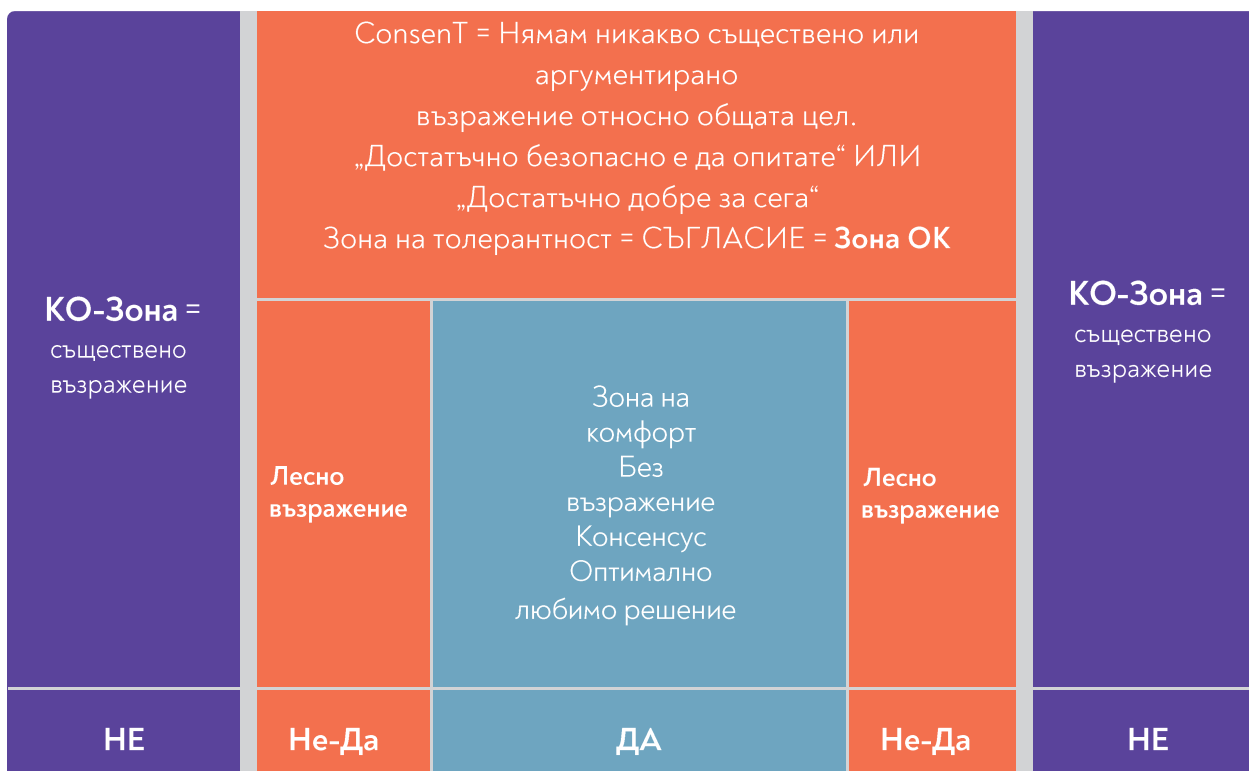 ConsenT = Нямам никакво съществено или
аргументирано
възражение относно общата цел.
„Достатъчно безопасно е да опитате“ ИЛИ
„Достатъчно добре за сега“
Зона на толерантност = СЪГЛАСИЕ = Зона ОК
КО-Зона =
съществено
възражение
Лесно
възражение
Зона на
комфорт
Без
възражение
Консенсус
Оптимално
любимо решение
Лесно
възражение
КО-Зона =
съществено
възражение
НЕ
Не-Да
ДА
Не-Да
НЕ